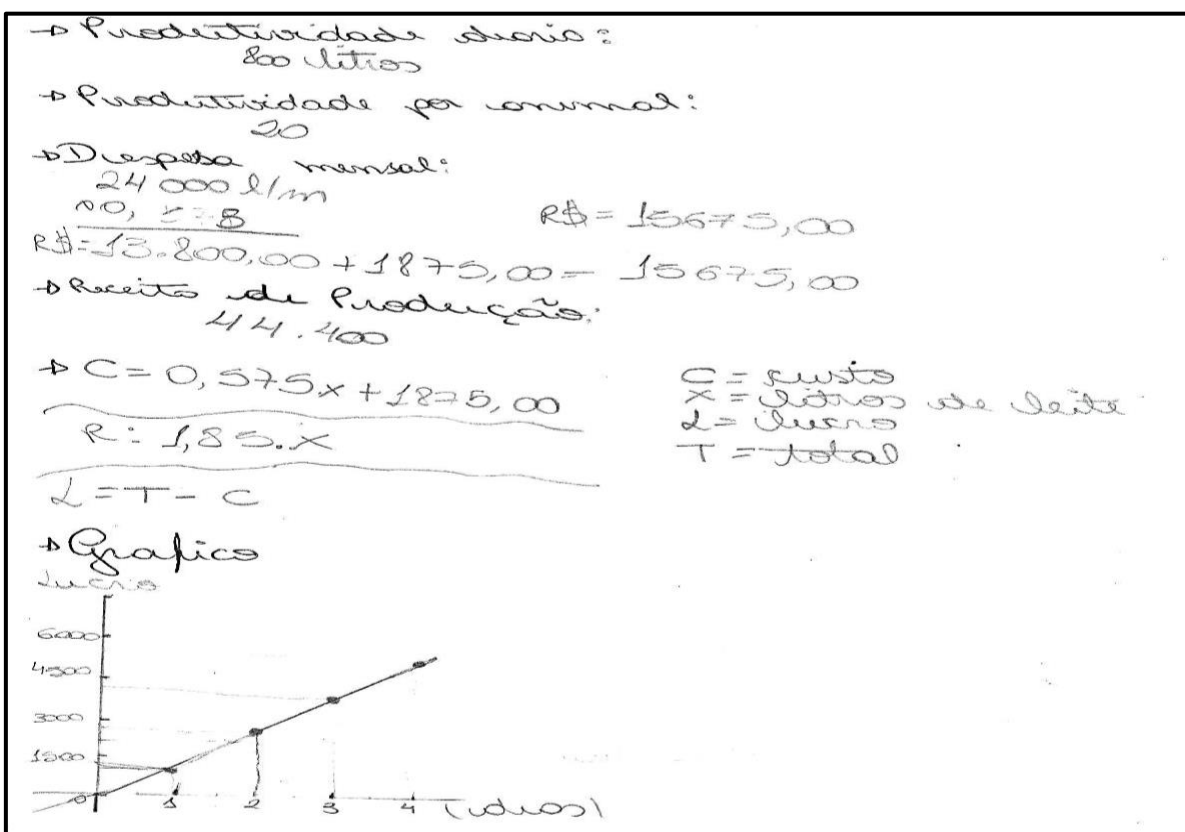 → Produtividade diario:
800 litros
→ Produtividade por animal:
20
→ Despesa mensal:
24 000 l/m
R$ = 15675,00
R$=13.800,00 + 1875,00 = 15675,00
→ Receita de Produção:
44.400
→ C = 0,575x + 1875,00
R: 1,85.x
L = T - C
C = custo
x = litros de leite
L = lucro
T = total
→ Grafico
Lucro
6000
4500
3000
1500
0
1 2 3 4 (dias)